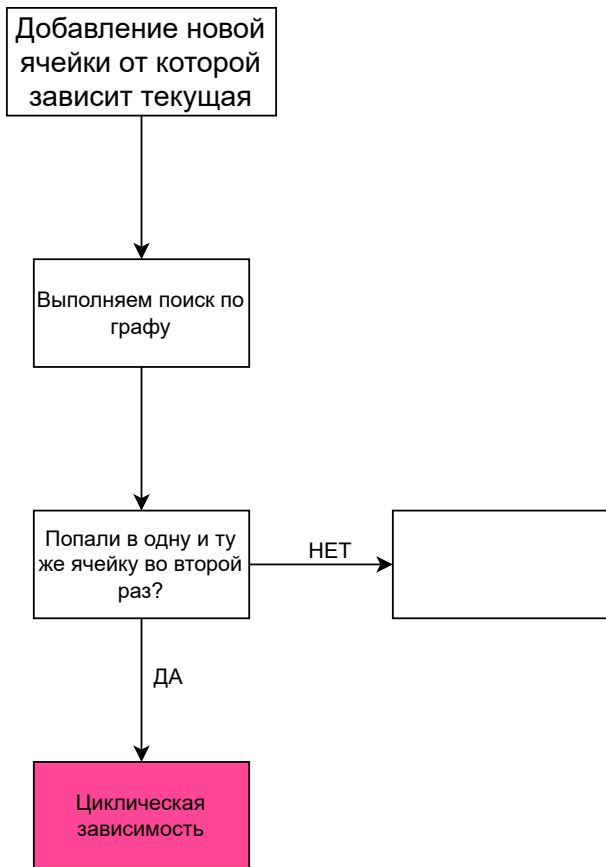 Добавление новой
ячейки от которой
зависит текущая
Выполняем поиск по
графу
Попали в одну и ту
же ячейку во второй
раз?
НЕТ
ДА
Циклическая
зависимость